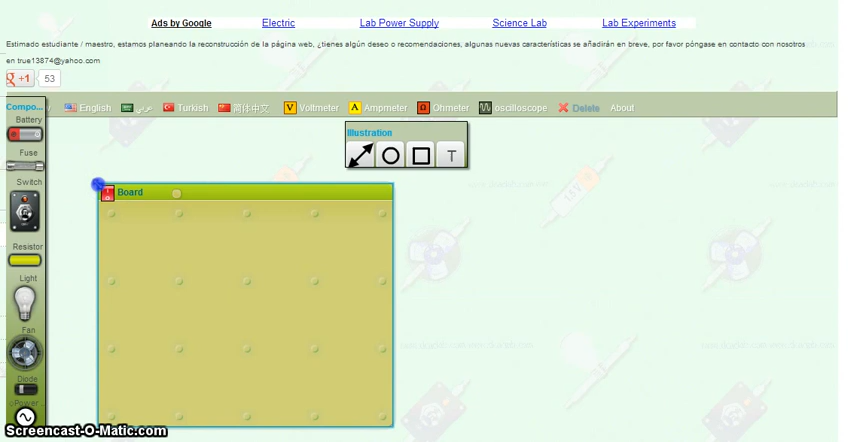 Ads by Google Electric Lab Power Supply Science Lab Lab Experiments
Estimado estudiante / maestro, estamos planeando la reconstrucción de la página web, ¿tienes algún deseo o recomendaciones, algunas nuevas características se añadirán en breve, por favor póngase en contacto con nosotros
en true13874@yahoo.com
+1 53
Compo... English عربي Turkish 简体中文 V Voltmeter A Ampmeter Ω Ohmeter oscilloscope Delete About
Battery
Illustration
T
Fuse
Switch
Board
Resistor
Light
Fan
Diode
Power
Screencast-O-Matic.com